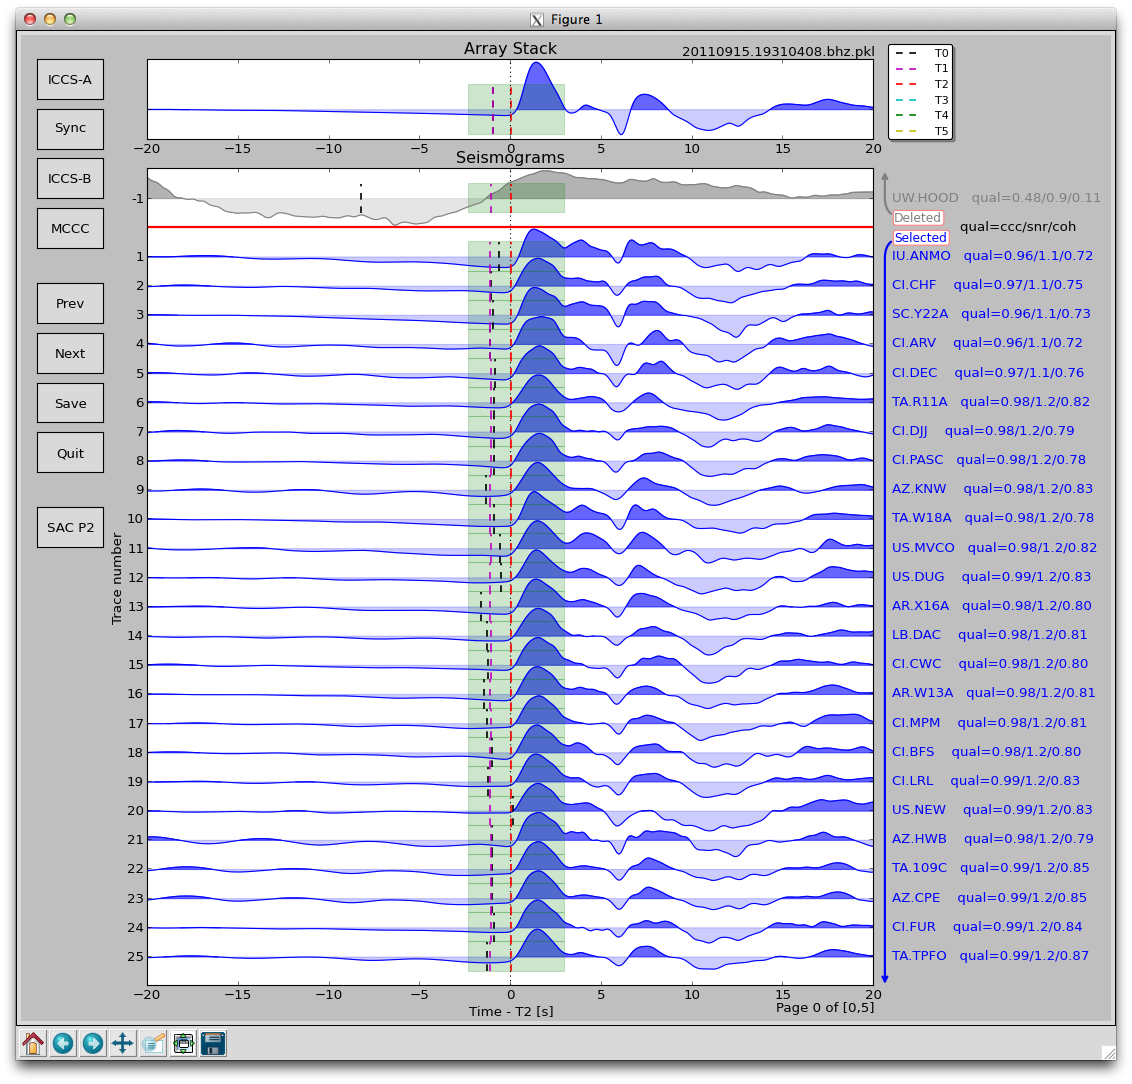 Figure 1
Array Stack
20110915.19310408.bhz.pkl
T0
T1
T2
T3
T4
T5
ICCS-A
Sync
ICCS-B
MCCC
Prev
Next
Save
Quit
SAC P2
−20 −15 −10 −5 0 5 10 15 20
Seismograms
-1 UW.HOOD qual=0.48/0.9/0.11
Deleted
qual=ccc/snr/coh
Selected
1 IU.ANMO qual=0.96/1.1/0.72
2 CI.CHF qual=0.97/1.1/0.75
3 SC.Y22A qual=0.96/1.1/0.73
4 CI.ARV qual=0.96/1.1/0.72
5 CI.DEC qual=0.97/1.1/0.76
6 TA.R11A qual=0.98/1.2/0.82
7 CI.DJJ qual=0.98/1.2/0.79
8 CI.PASC qual=0.98/1.2/0.78
9 AZ.KNW qual=0.98/1.2/0.83
10 TA.W18A qual=0.98/1.2/0.78
11 US.MVCO qual=0.98/1.2/0.82
12 US.DUG qual=0.99/1.2/0.83
13 AR.X16A qual=0.98/1.2/0.80
14 LB.DAC qual=0.98/1.2/0.81
15 CI.CWC qual=0.98/1.2/0.80
16 AR.W13A qual=0.98/1.2/0.81
17 CI.MPM qual=0.98/1.2/0.81
18 CI.BFS qual=0.98/1.2/0.80
19 CI.LRL qual=0.99/1.2/0.83
20 US.NEW qual=0.99/1.2/0.83
21 AZ.HWB qual=0.98/1.2/0.79
22 TA.109C qual=0.99/1.2/0.85
23 AZ.CPE qual=0.99/1.2/0.85
24 CI.FUR qual=0.99/1.2/0.84
25 TA.TPFO qual=0.99/1.2/0.87
Trace number
−20 −15 −10 −5 0 5 10 15 20
Time - T2 [s]
Page 0 of [0,5]